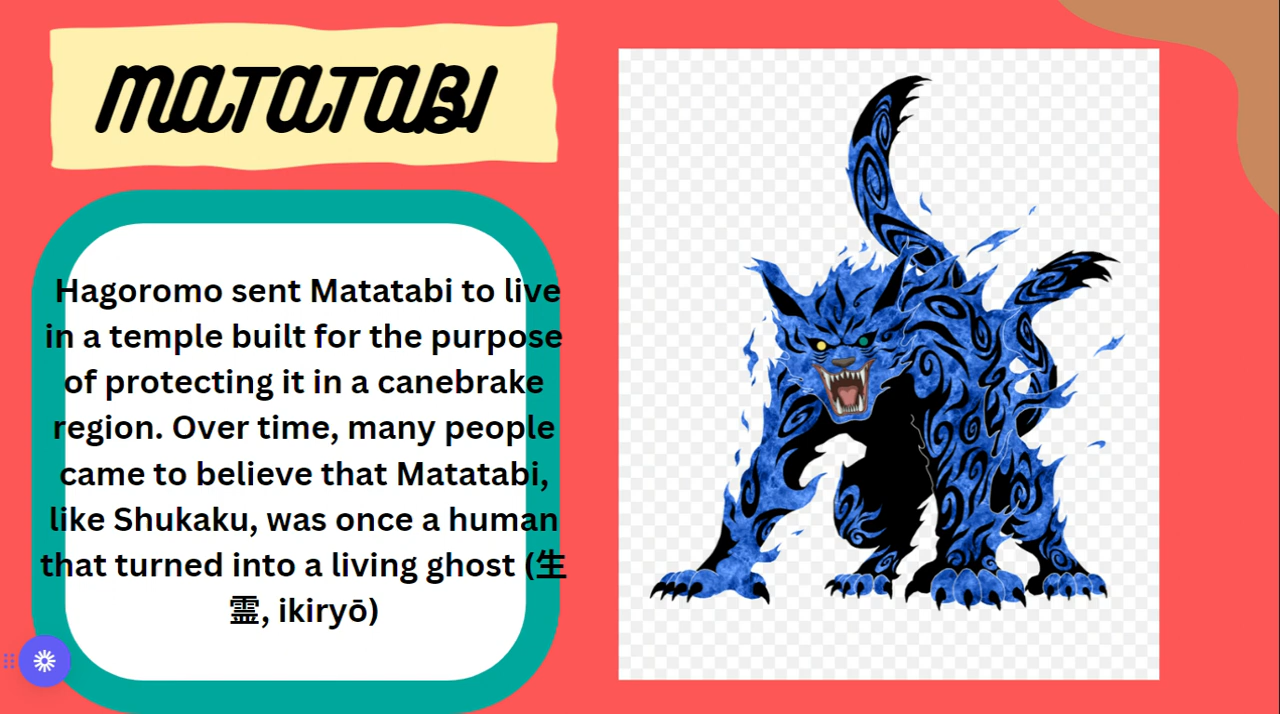 MATATABI
Hagoromo sent Matatabi to live
in a temple built for the purpose
of protecting it in a canebrake
region. Over time, many people
came to believe that Matatabi,
like Shukaku, was once a human
that turned into a living ghost (生
霊, ikiryō)